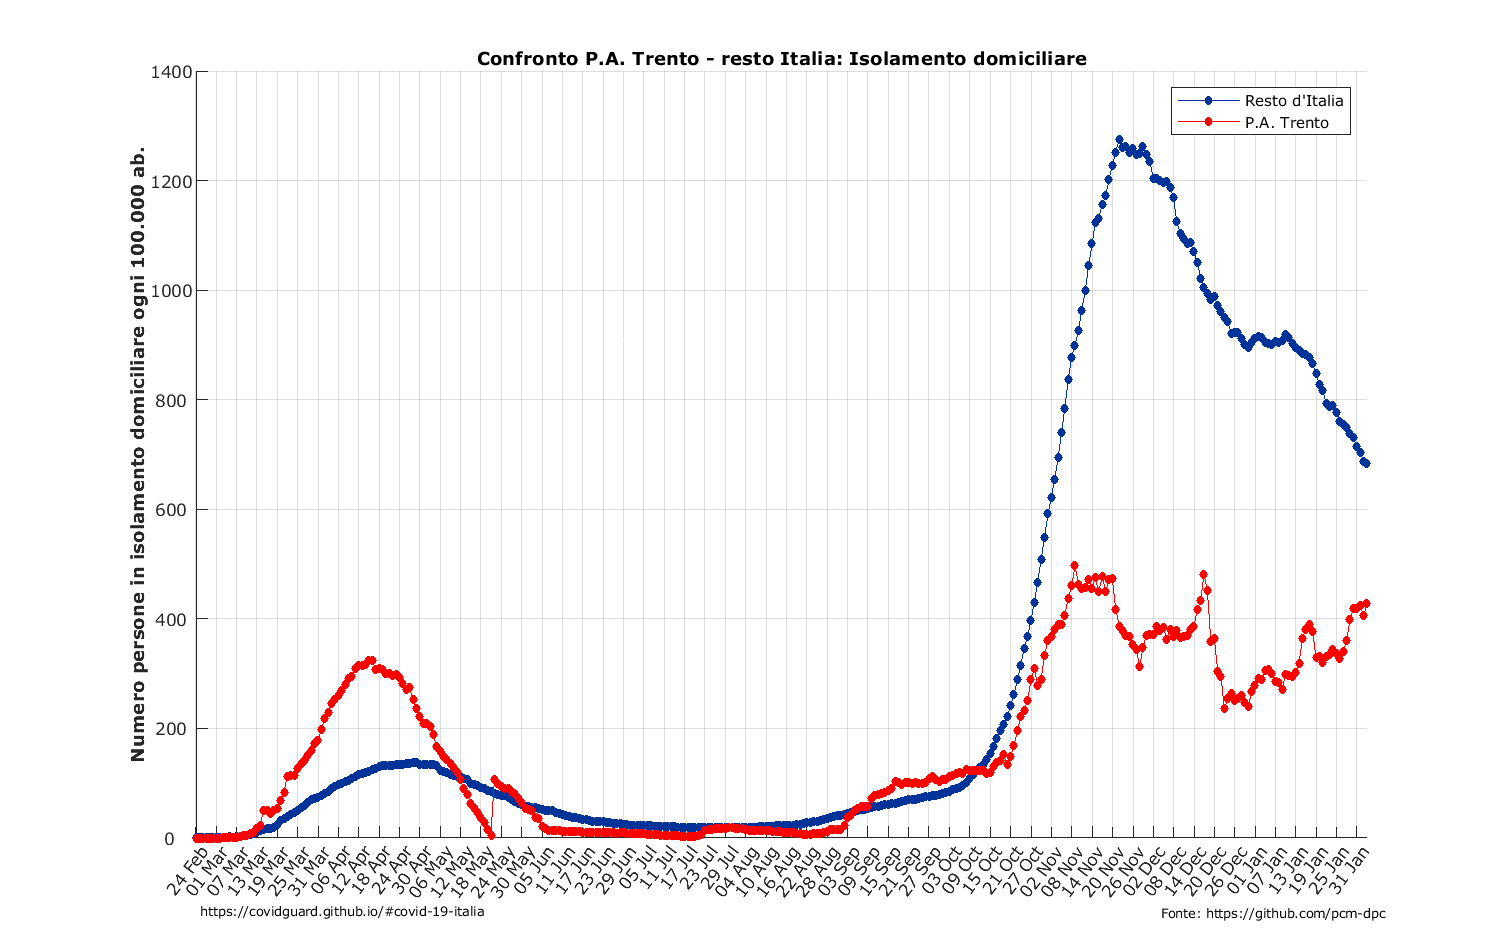 Confronto P.A. Trento - resto Italia: Isolamento domiciliare
Numero persone in isolamento domiciliare ogni 100.000 ab.
1400
1200
1000
800
600
400
200
0
Resto d'Italia
P.A. Trento
24 Feb
01 Mar
07 Mar
13 Mar
19 Mar
25 Mar
31 Mar
06 Apr
12 Apr
18 Apr
24 Apr
30 Apr
06 May
12 May
18 May
24 May
30 May
05 Jun
11 Jun
17 Jun
23 Jun
29 Jun
05 Jul
11 Jul
17 Jul
23 Jul
29 Jul
04 Aug
10 Aug
16 Aug
22 Aug
28 Aug
03 Sep
09 Sep
15 Sep
21 Sep
27 Sep
03 Oct
09 Oct
15 Oct
21 Oct
27 Oct
02 Nov
08 Nov
14 Nov
20 Nov
26 Nov
02 Dec
08 Dec
14 Dec
20 Dec
26 Dec
01 Jan
07 Jan
13 Jan
19 Jan
25 Jan
31 Jan
https://covidguard.github.io/#covid-19-italia
Fonte: https://github.com/pcm-dpc